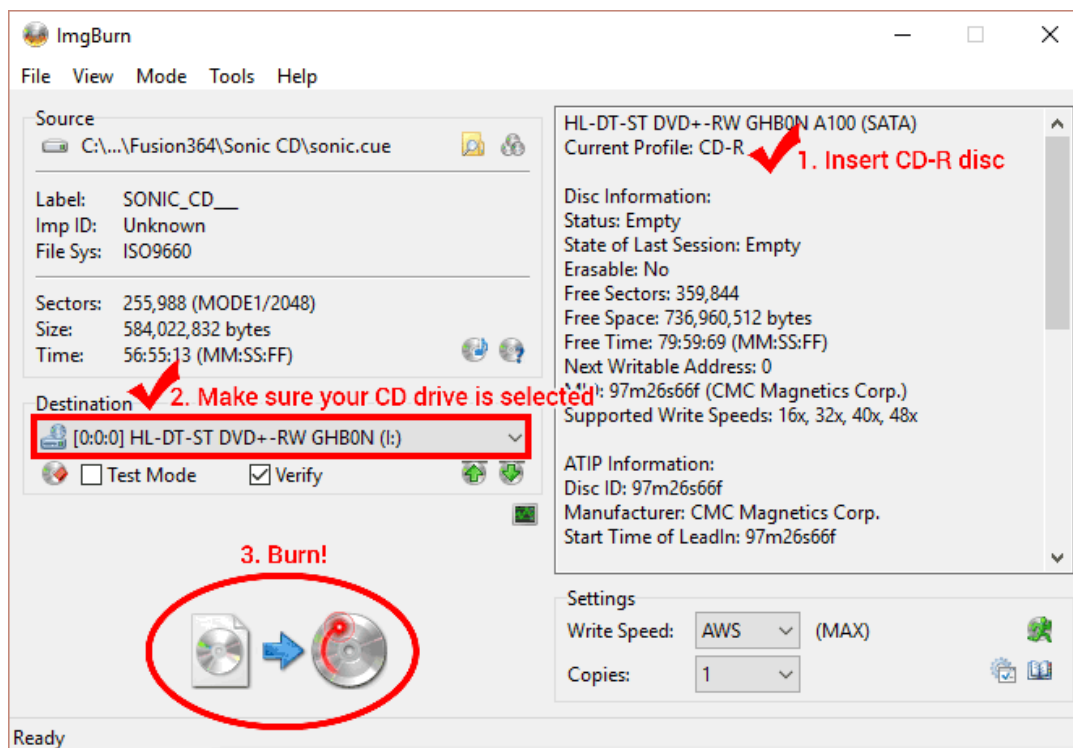 ImgBurn
File View Mode Tools Help
Source
C:\...\Fusion364\Sonic CD\sonic.cue
Label: SONIC_CD__
Imp ID: Unknown
File Sys: ISO9660
Sectors: 255,988 (MODE1/2048)
Size: 584,022,832 bytes
Time: 56:55:13 (MM:SS:FF)
2. Make sure your CD drive is selected
Destination
[0:0:0] HL-DT-ST DVD+-RW GHB0N (I:)
Test Mode Verify
3. Burn!
HL-DT-ST DVD+-RW GHB0N A100 (SATA)
Current Profile: CD-R
1. Insert CD-R disc
Disc Information:
Status: Empty
State of Last Session: Empty
Erasable: No
Free Sectors: 359,844
Free Space: 736,960,512 bytes
Free Time: 79:59:69 (MM:SS:FF)
Next Writable Address: 0
: 97m26s66f (CMC Magnetics Corp.)
Supported Write Speeds: 16x, 32x, 40x, 48x
ATIP Information:
Disc ID: 97m26s66f
Manufacturer: CMC Magnetics Corp.
Start Time of LeadIn: 97m26s66f
Settings
Write Speed: AWS (MAX)
Copies: 1
Ready